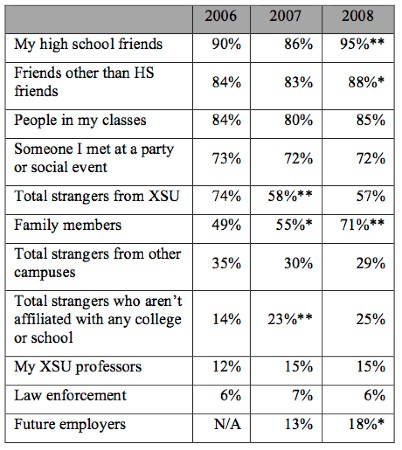 2006 2007 2008
My high school friends 90% 86% 95%**
Friends other than HS
friends 84% 83% 88%*
People in my classes 84% 80% 85%
Someone I met at a party
or social event 73% 72% 72%
Total strangers from XSU 74% 58%** 57%
Family members 49% 55%* 71%**
Total strangers from other
campuses 35% 30% 29%
Total strangers who aren't
affiliated with any college 14% 23%** 25%
or school
My XSU professors 12% 15% 15%
Law enforcement 6% 7% 6%
Future employers N/A 13% 18%*